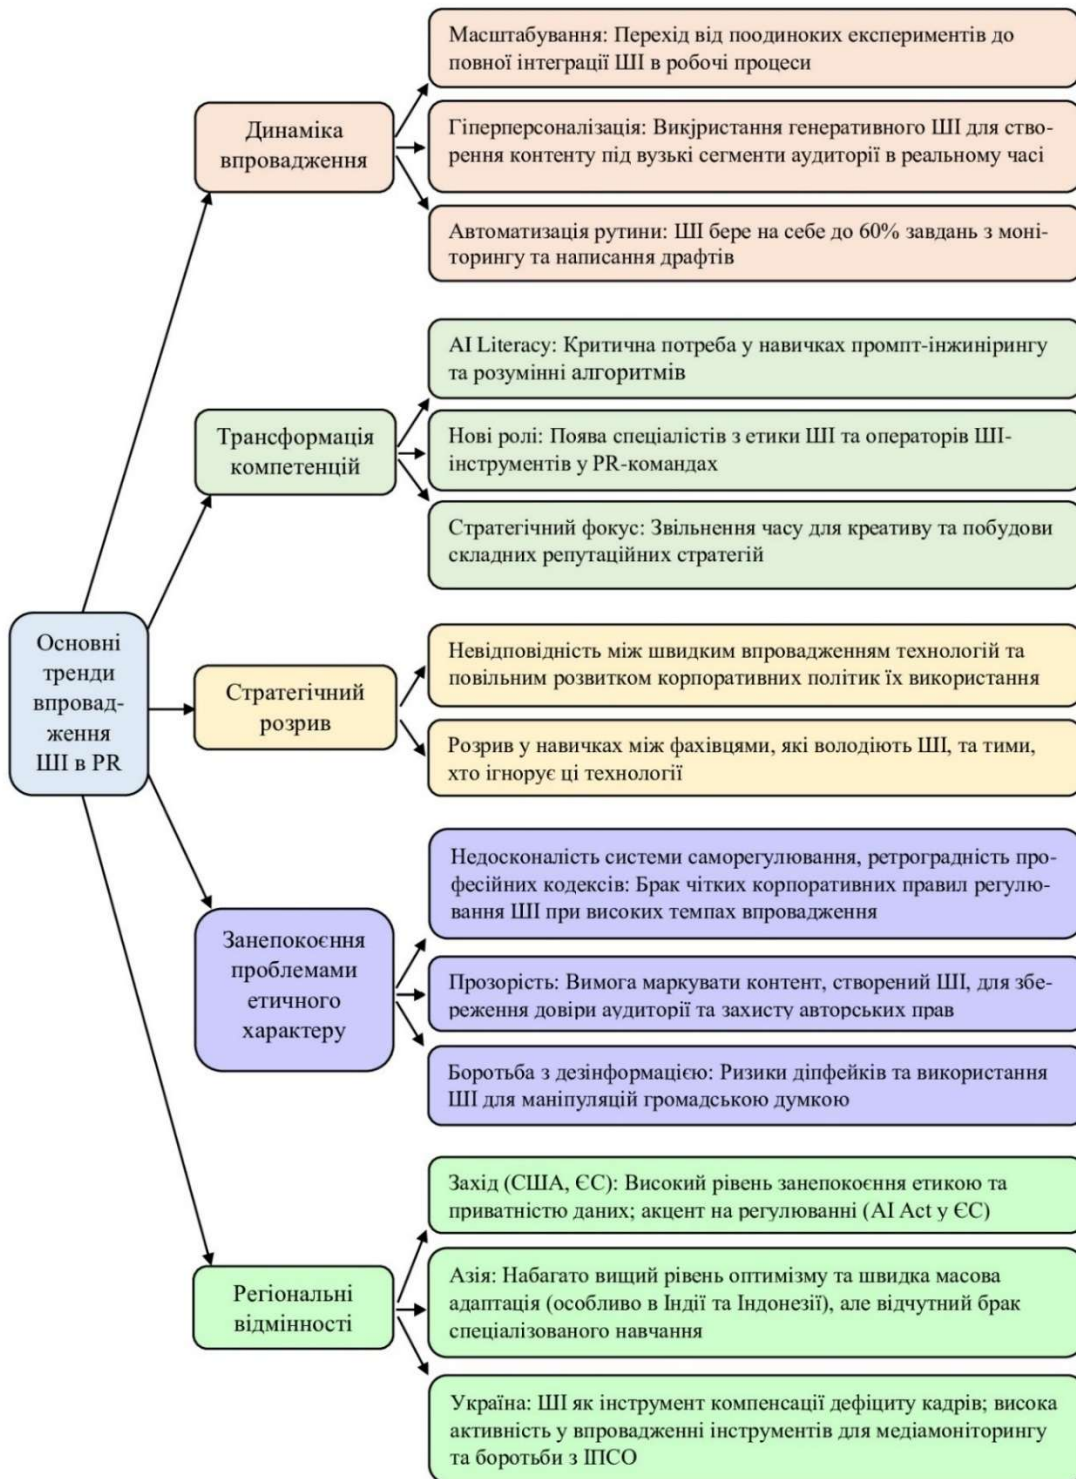 Основні
тренди
впровад-
ження
ШІ в PR
Динаміка
впровадження
Масштабування: Перехід від поодиноких експериментів до
повної інтеграції ШІ в робочі процеси
Гіперперсоналізація: Викјристання генеративного ШІ для ство-
рення контенту під вузькі сегменти аудиторії в реальному часі
Автоматизація рутини: ШІ бере на себе до 60% завдань з моні-
торингу та написання драфтів
Трансформація
компетенцій
AI Literacy: Критична потреба у навичках промпт-інжинірингу
та розумінні алгоритмів
Нові ролі: Поява спеціалістів з етики ШІ та операторів ШІ-
інструментів у PR-командах
Стратегічний фокус: Звільнення часу для креативу та побудови
складних репутаційних стратегій
Стратегічний
розрив
Невідповідність між швидким впровадженням технологій та
повільним розвитком корпоративних політик їх використання
Розрив у навичках між фахівцями, які володіють ШІ, та тими,
хто ігнорує ці технології
Занепокоєння
проблемами
етичного
характеру
Недосконалість системи саморегулювання, ретроградність про-
фесійних кодексів: Брак чітких корпоративних правил регулю-
вання ШІ при високих темпах впровадження
Прозорість: Вимога маркувати контент, створений ШІ, для збе-
реження довіри аудиторії та захисту авторських прав
Боротьба з дезінформацією: Ризики діпфейків та використання
ШІ для маніпуляцій громадською думкою
Регіональні
відмінності
Захід (США, ЄС): Високий рівень занепокоєння етикою та
приватністю даних; акцент на регулюванні (AI Act у ЄС)
Азія: Набагато вищий рівень оптимізму та швидка масова
адаптація (особливо в Індії та Індонезії), але відчутний брак
спеціалізованого навчання
Україна: ШІ як інструмент компенсації дефіциту кадрів; висока
активність у впровадженні інструментів для медіамоніторингу
та боротьби з ІПСО